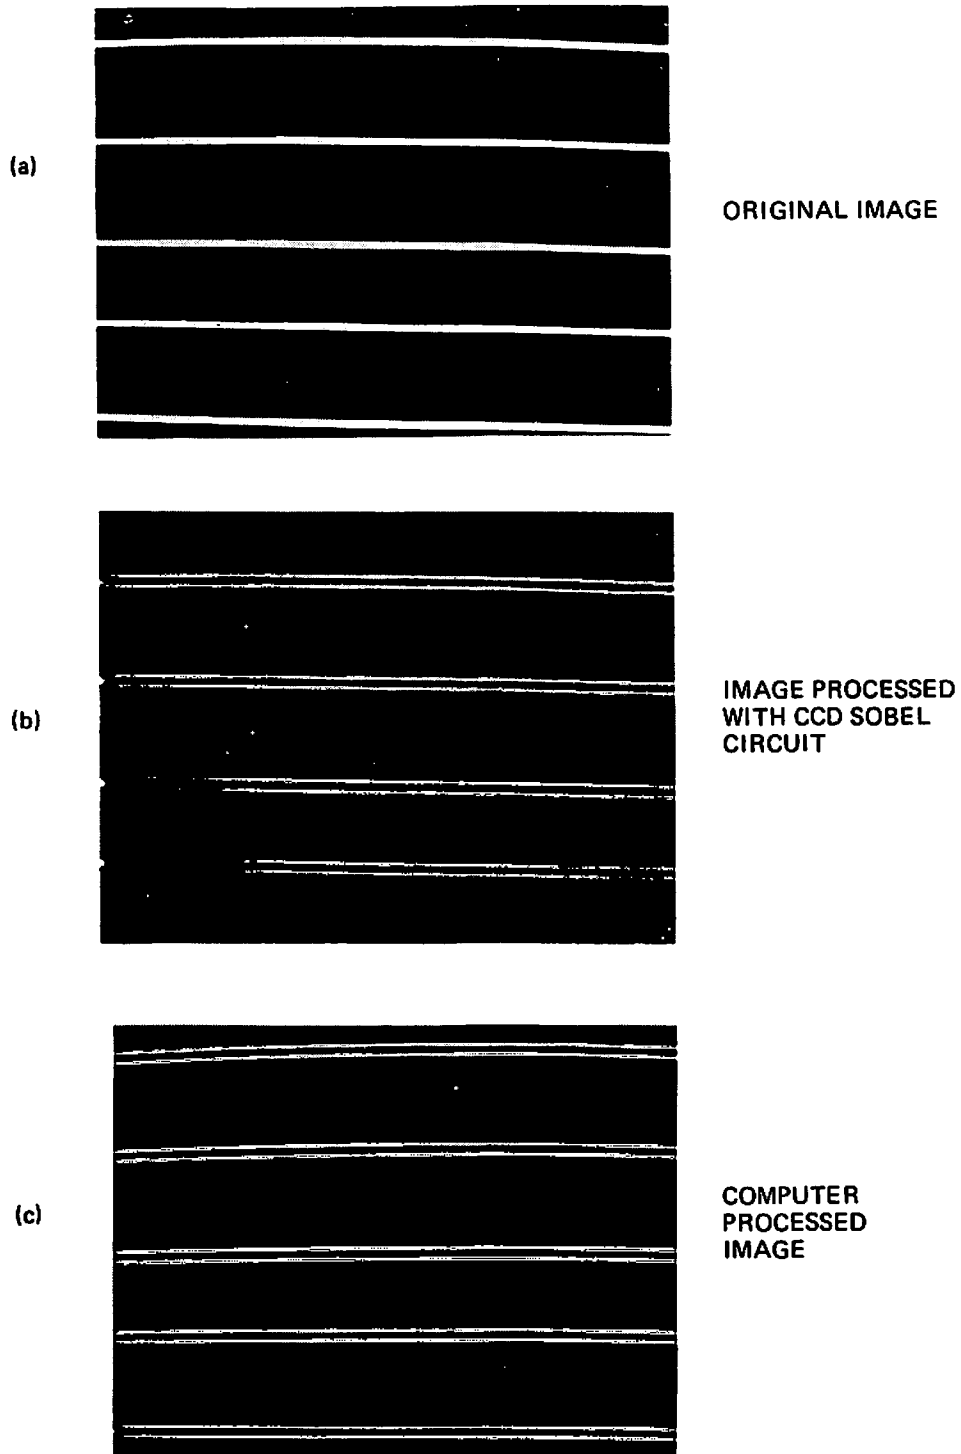 (a)
ORIGINAL IMAGE
(b)
IMAGE PROCESSED
WITH CCD SOBEL
CIRCUIT
(c)
COMPUTER
PROCESSED
IMAGE